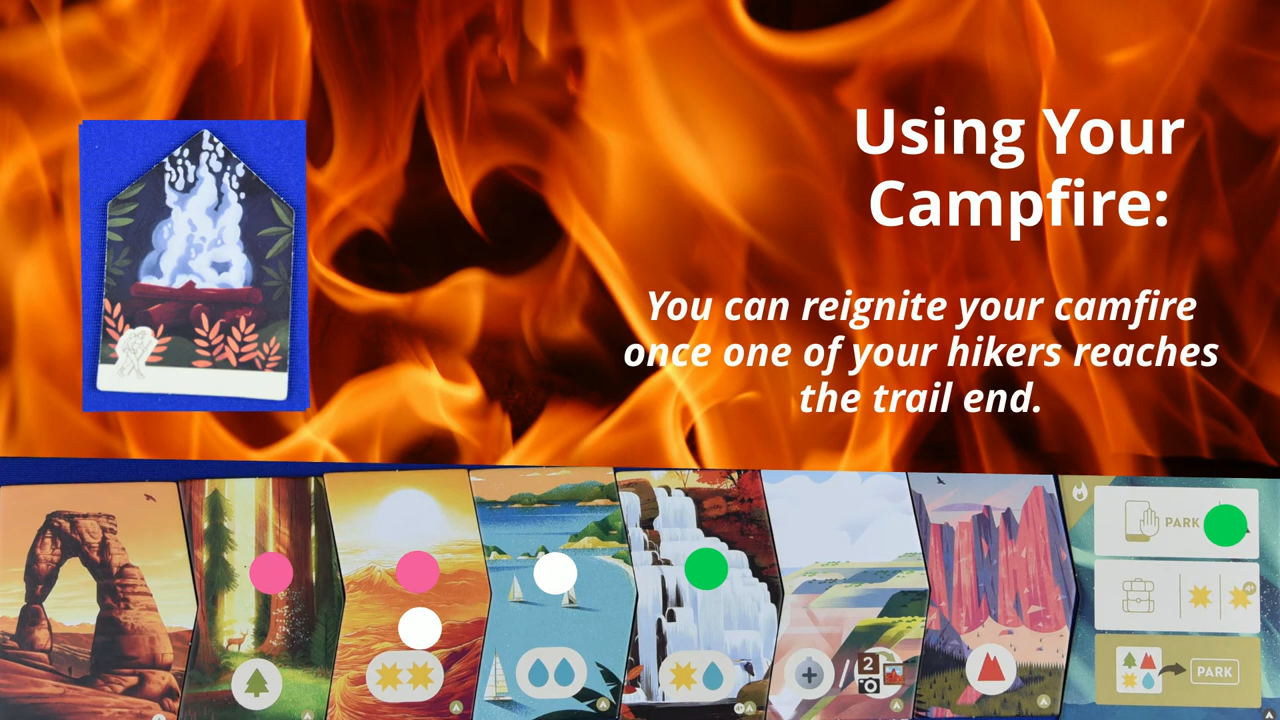 Using Your
Campfire:
You can reignite your camfire
once one of your hikers reaches
the trail end.
PARK
2
PARK